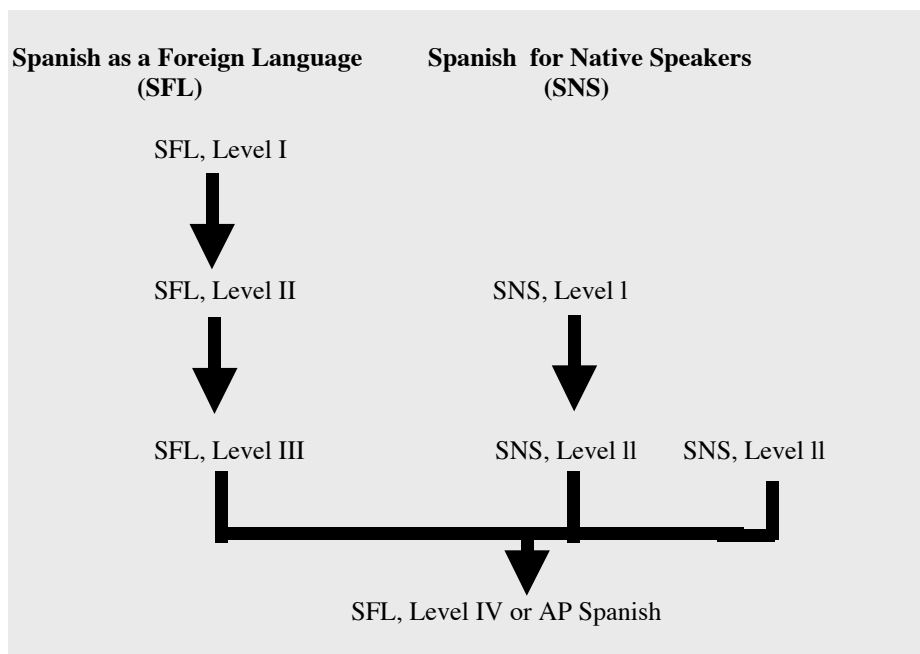 Spanish as a Foreign Language
(SFL)
Spanish for Native Speakers
(SNS)
SFL, Level I
SFL, Level II
SNS, Level l
SFL, Level III
SNS, Level ll
SNS, Level ll
SFL, Level IV or AP Spanish